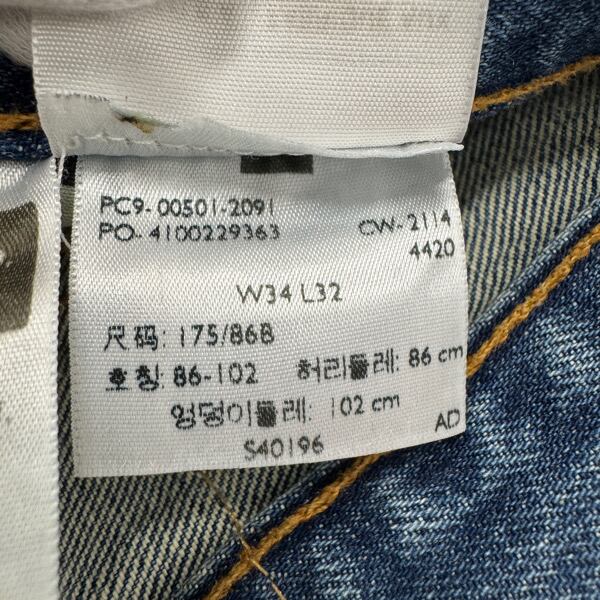 PC9-00501-2091
PO-4100229363 CW-2114
4420
W34 L32
尺码: 175/86B
호칭: 86-102 허리둘레: 86 cm
엉덩이둘레: 102 cm
S40196 AD